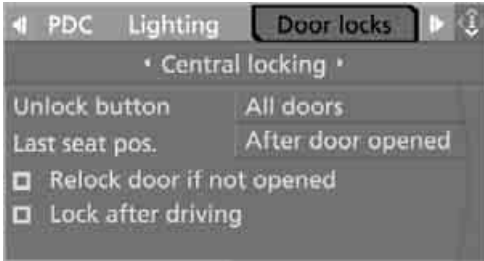 PDC Lighting Door locks
Central locking
Unlock button All doors
Last seat pos. After door opened
Relock door if not opened
Lock after driving